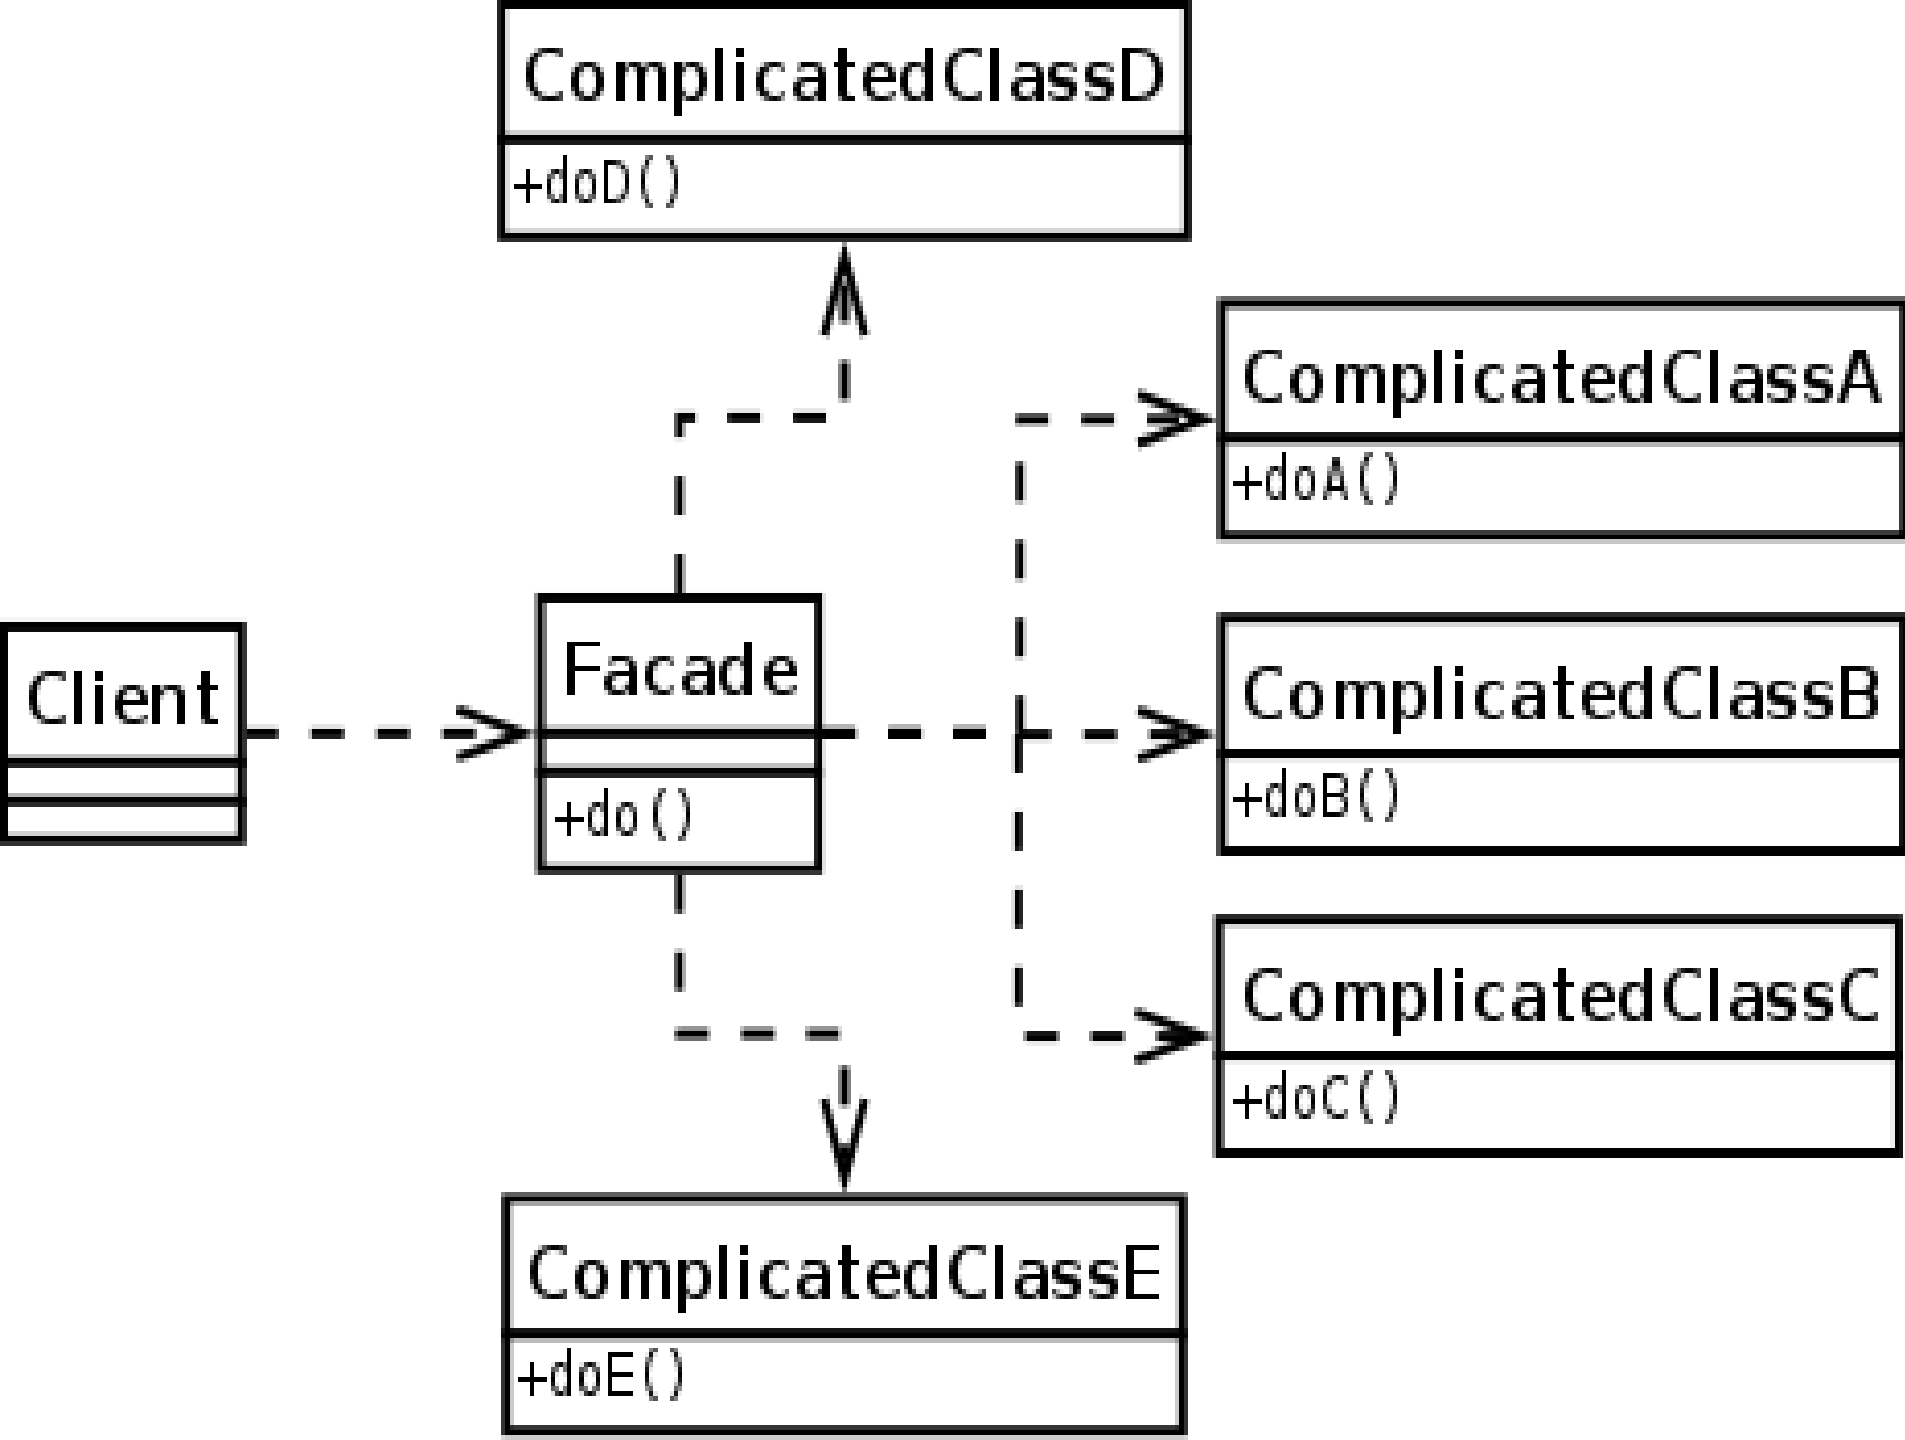 ComplicatedClassD
+doD()
ComplicatedClassA
+doA()
Client
Facade
+do()
ComplicatedClassB
+doB()
ComplicatedClassC
+doC()
ComplicatedClassE
+doE()